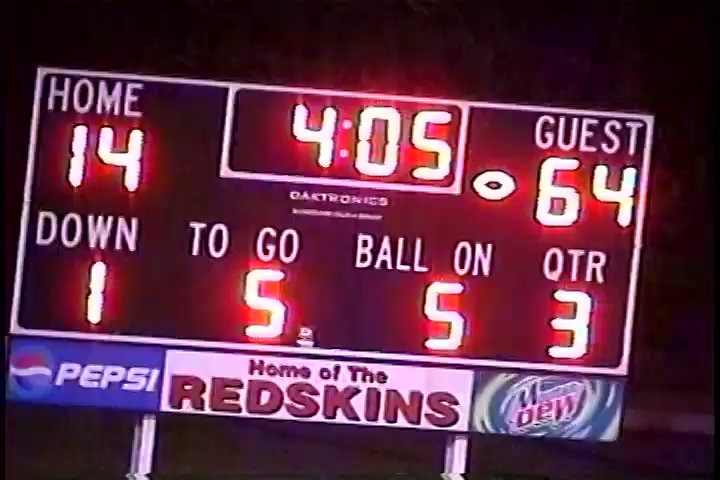 HOME 4:05 GUEST
14 64
DAKTRONICS
DOWN TO GO BALL ON QTR
1 5 5 3
PEPSI Home of The REDSKINS Mountain Dew